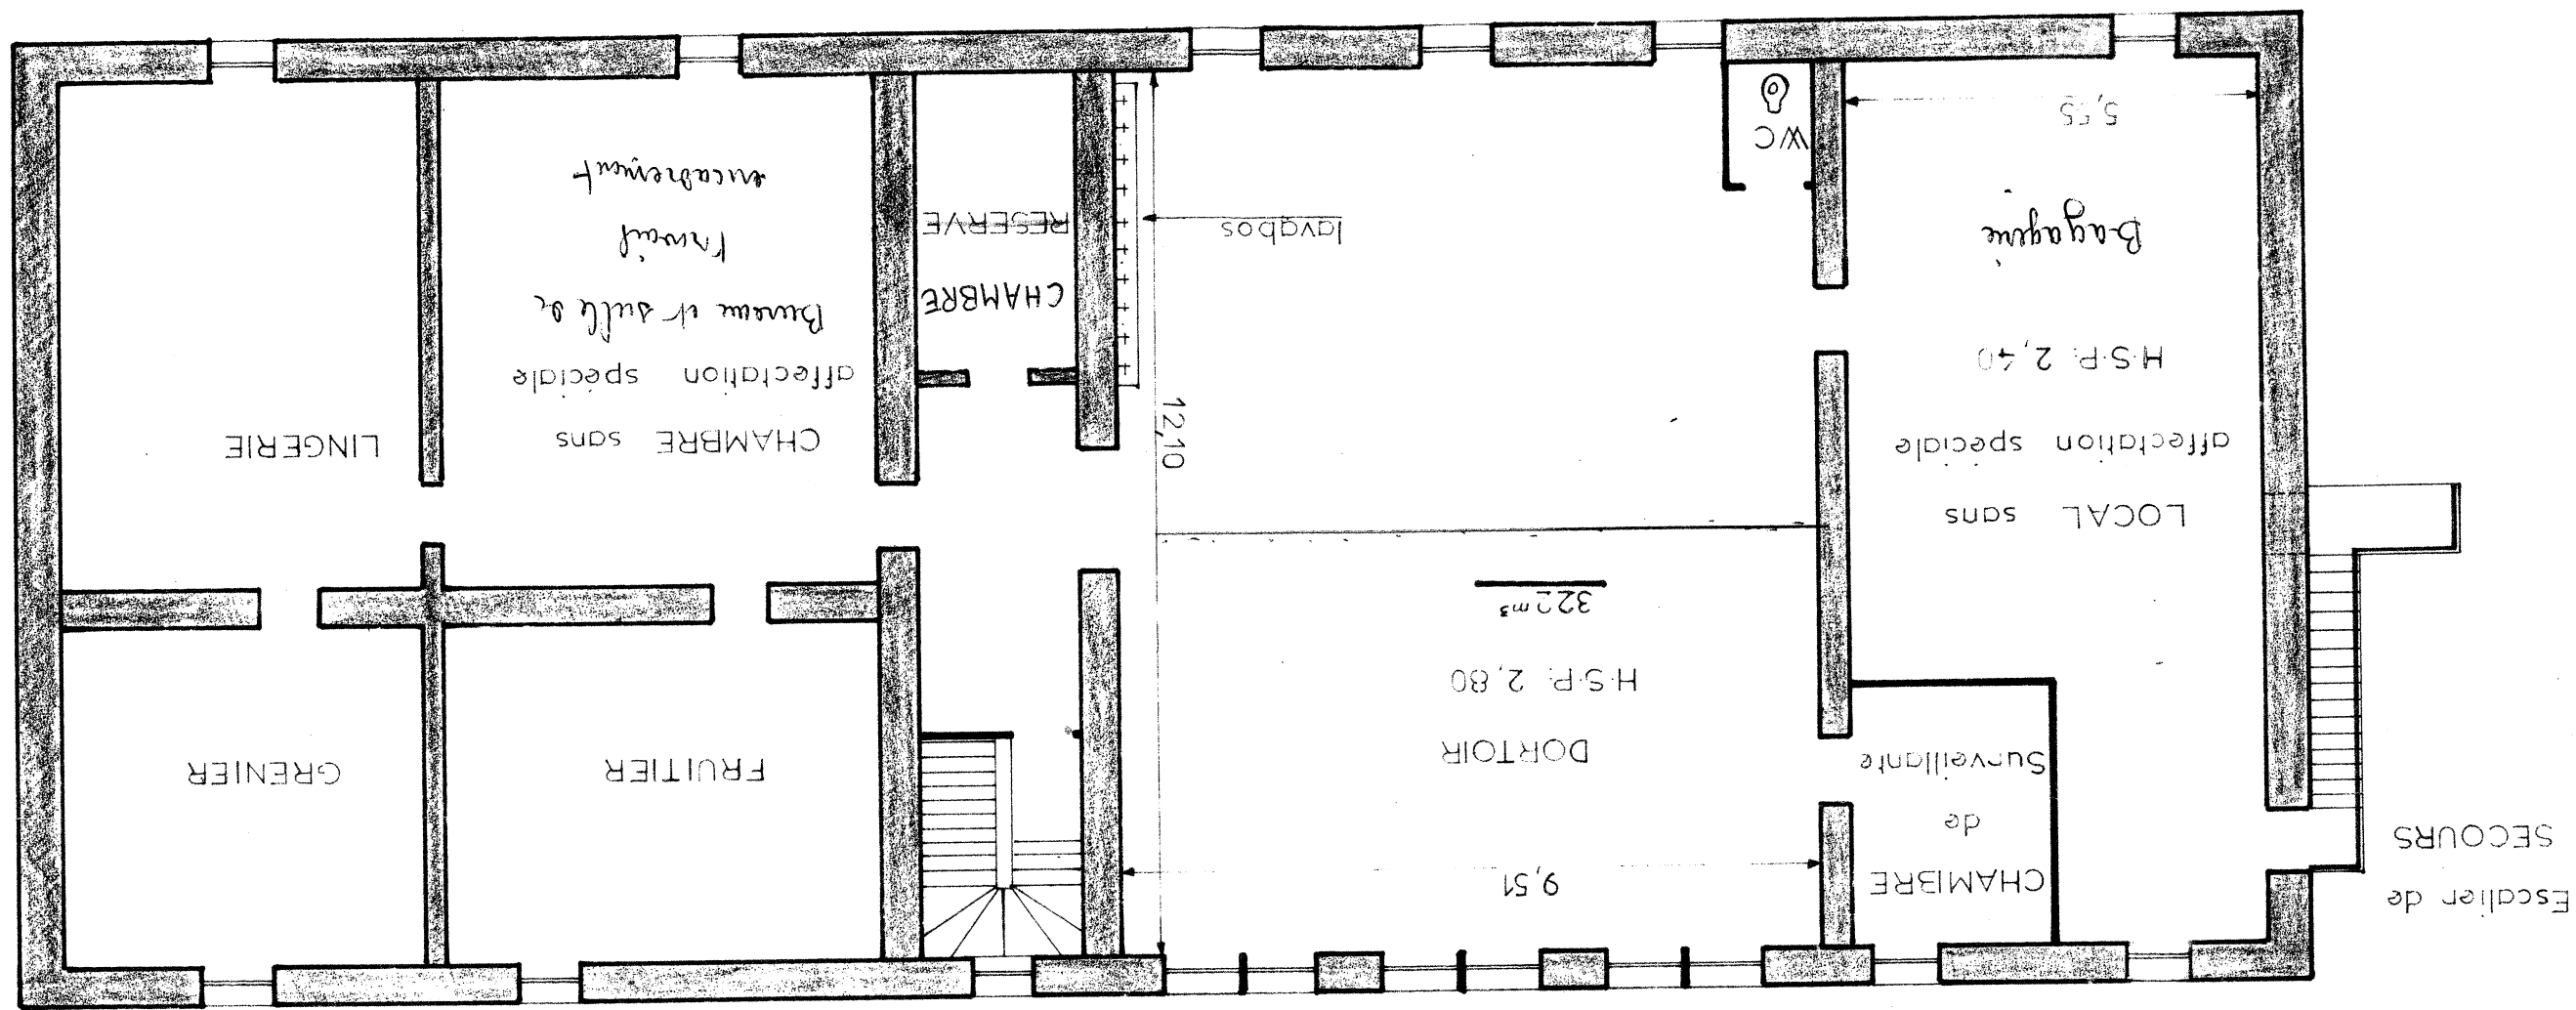 Escalier de
SECOURS
CHAMBRE
de
Surveillante
LOCAL sans
affectation spéciale
H.S.P. 2,40
Bagagerie
5,55
9,51
DORTOIR
H.S.P. 2,80
322 m³
12,10
lavabos
WC
FRUITIER
GRENIER
CHAMBRE
RESERVE
CHAMBRE sans
affectation spéciale
Bureau et salle de
travail
encadrement
LINGERIE